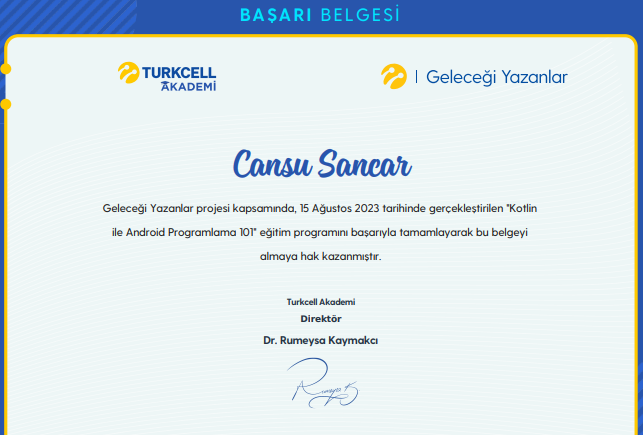 BAŞARI BELGESİ
TURKCELL
AKADEMİ
Geleceği Yazanlar
Cansu Sancar
Geleceği Yazanlar projesi kapsamında, 15 Ağustos 2023 tarihinde gerçekleştirilen "Kotlin
ile Android Programlama 101" eğitim programını başarıyla tamamlayarak bu belgeyi
almaya hak kazanmıştır.
Turkcell Akademi
Direktör
Dr. Rumeysa Kaymakcı
Rumeysa K